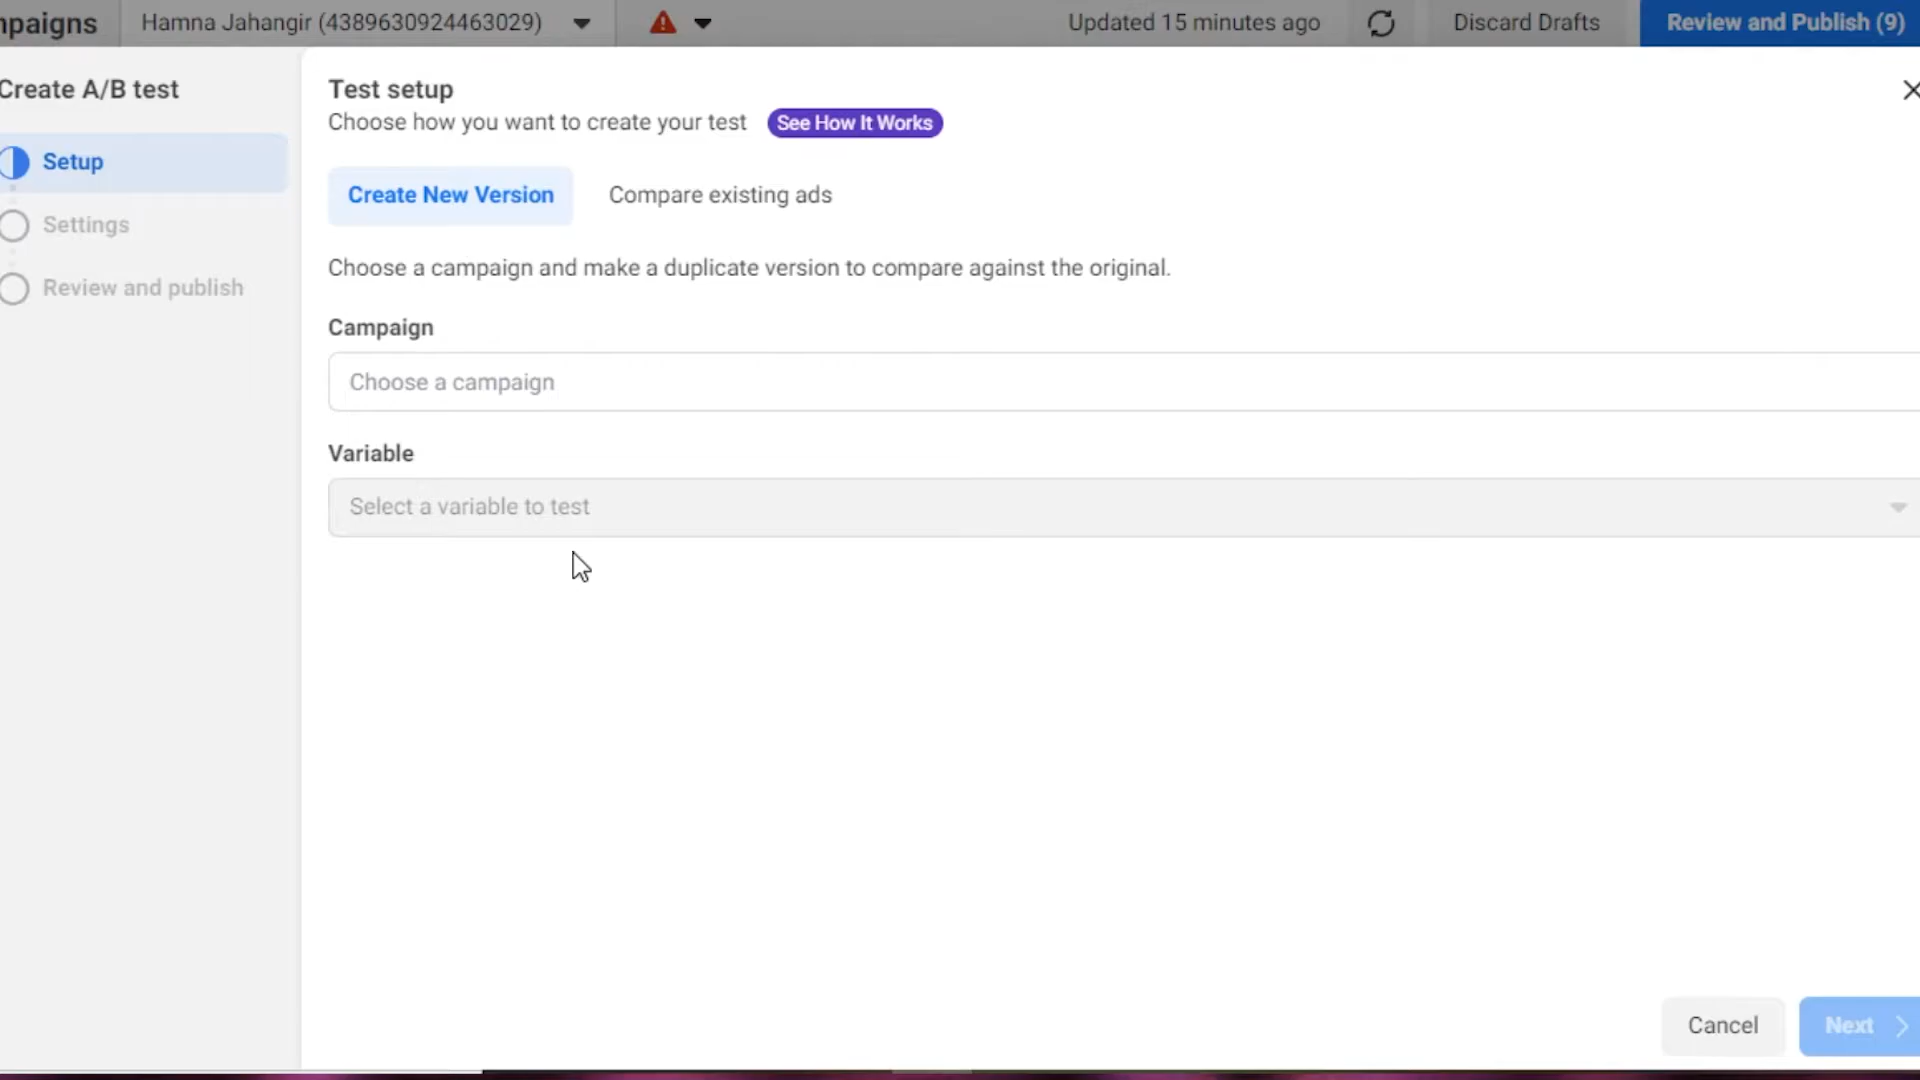 Hamna Jahangir (4389630924463029)
Updated 15 minutes ago
Discard Drafts
Review and Publish (9)
Create A/B test
Setup
Settings
Review and publish
Test setup
Choose how you want to create your test
See How It Works
Create New Version
Compare existing ads
Choose a campaign and make a duplicate version to compare against the original.
Campaign
Choose a campaign
Variable
Select a variable to test
Cancel
Next